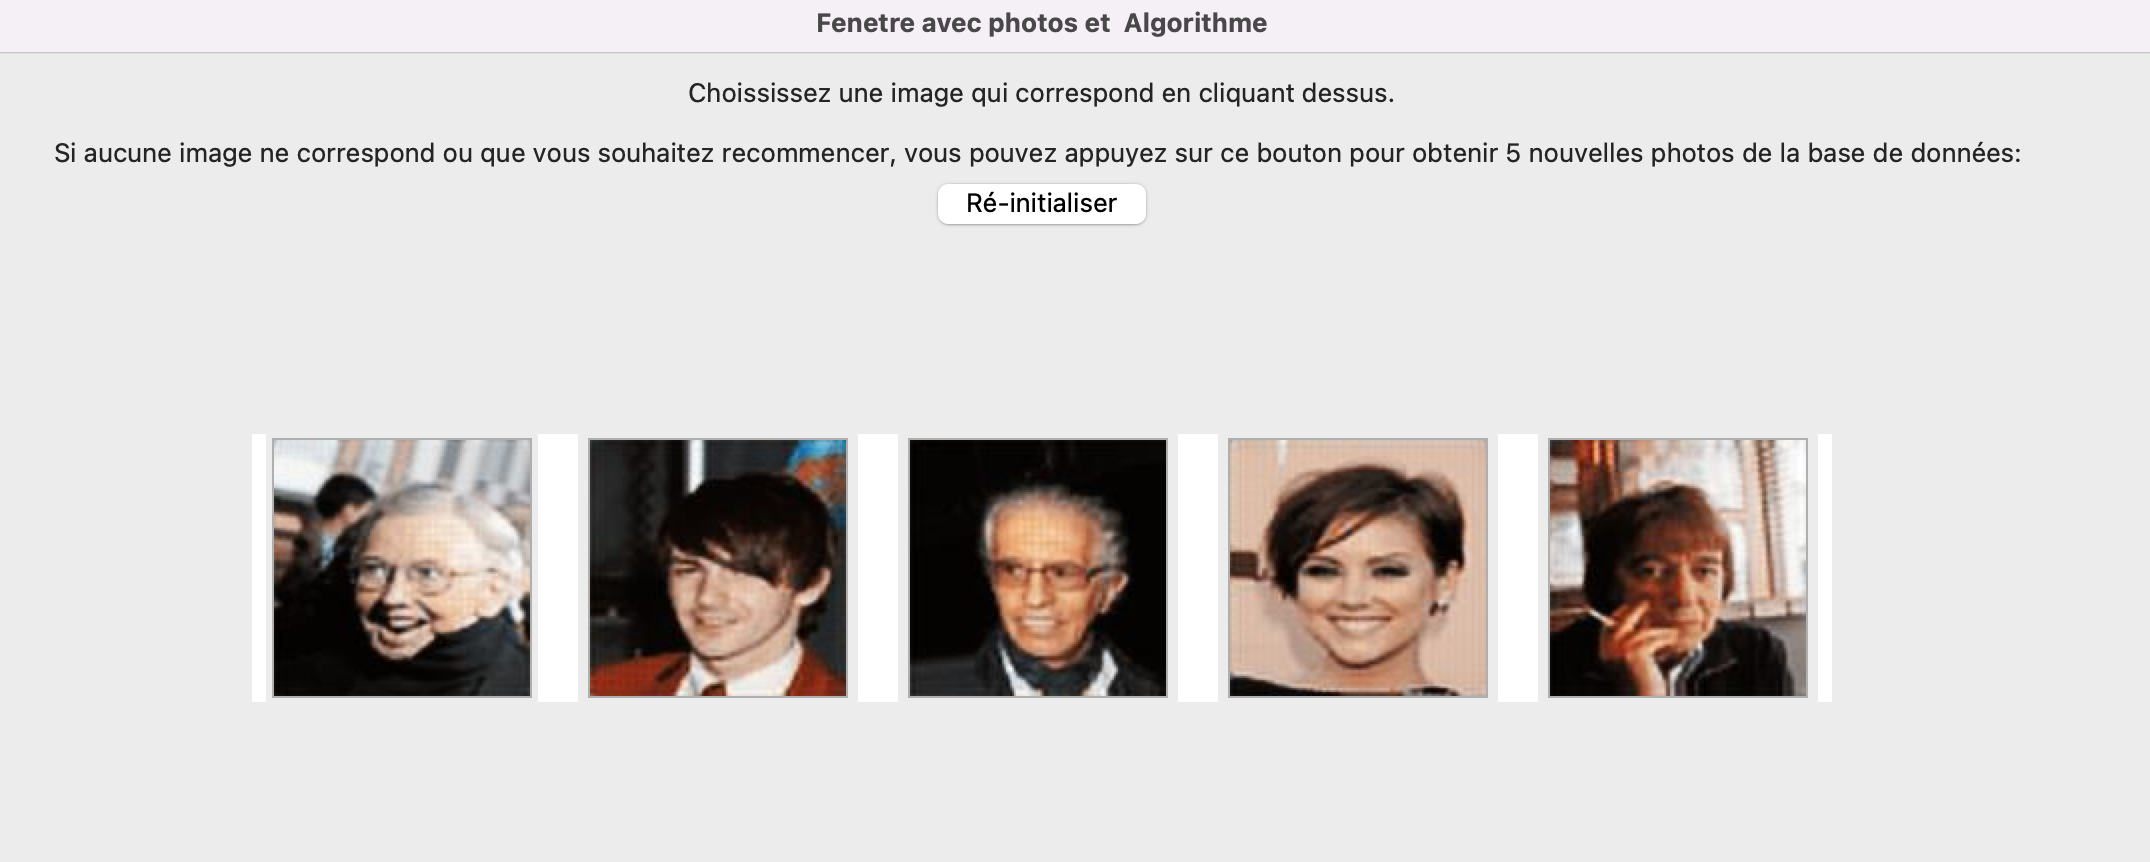 Fenetre avec photos et  Algorithme
Choississez une image qui correspond en cliquant dessus.
Si aucune image ne correspond ou que vous souhaitez recommencer, vous pouvez appuyez sur ce bouton pour obtenir 5 nouvelles photos de la base de données:
Ré-initialiser